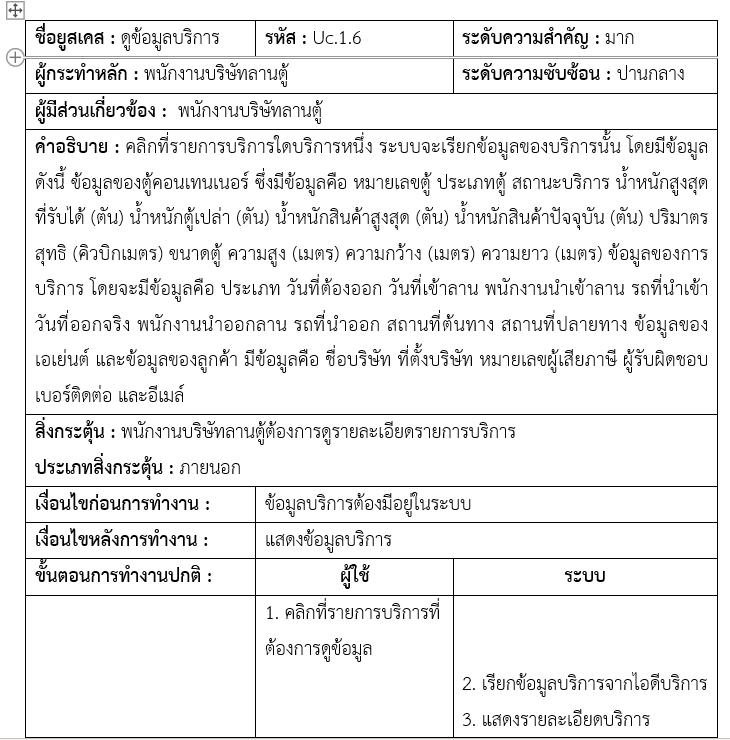 ชื่อยูสเคส : ดูข้อมูลบริการ รหัส : Uc.1.6 ระดับความสำคัญ : มาก
ผู้กระทำหลัก : พนักงานบริษัทลานตู้ ระดับความซับซ้อน : ปานกลาง
ผู้มีส่วนเกี่ยวข้อง : พนักงานบริษัทลานตู้
คำอธิบาย : คลิกที่รายการบริการใดบริการหนึ่ง ระบบจะเรียกข้อมูลของบริการนั้น โดยมีข้อมูล
ดังนี้ ข้อมูลของตู้คอนเทนเนอร์ ซึ่งมีข้อมูลคือ หมายเลขตู้ ประเภทตู้ สถานะบริการ น้ำหนักสูงสุด
ที่รับได้ (ตัน) น้ำหนักตู้เปล่า (ตัน) น้ำหนักสินค้าสูงสุด (ตัน) น้ำหนักสินค้าปัจจุบัน (ตัน) ปริมาตร
สุทธิ (คิวบิกเมตร) ขนาดตู้ ความสูง (เมตร) ความกว้าง (เมตร) ความยาว (เมตร) ข้อมูลของการ
บริการ โดยจะมีข้อมูลคือ ประเภท วันที่ต้องออก วันที่เข้าลาน พนักงานนำเข้าลาน รถที่นำเข้า
วันที่ออกจริง พนักงานนำออกลาน รถที่นำออก สถานที่ต้นทาง สถานที่ปลายทาง ข้อมูลของ
เอเย่นต์ และข้อมูลของลูกค้า มีข้อมูลคือ ชื่อบริษัท ที่ตั้งบริษัท หมายเลขผู้เสียภาษี ผู้รับผิดชอบ
เบอร์ติดต่อ และอีเมล์
สิ่งกระตุ้น : พนักงานบริษัทลานตู้ต้องการดูรายละเอียดรายการบริการ
ประเภทสิ่งกระตุ้น : ภายนอก
เงื่อนไขก่อนการทำงาน : ข้อมูลบริการต้องมีอยู่ในระบบ
เงื่อนไขหลังการทำงาน : แสดงข้อมูลบริการ
ขั้นตอนการทำงานปกติ : ผู้ใช้ ระบบ
1. คลิกที่รายการบริการที่
ต้องการดูข้อมูล
2. เรียกข้อมูลบริการจากไอดีบริการ
3. แสดงรายละเอียดบริการ